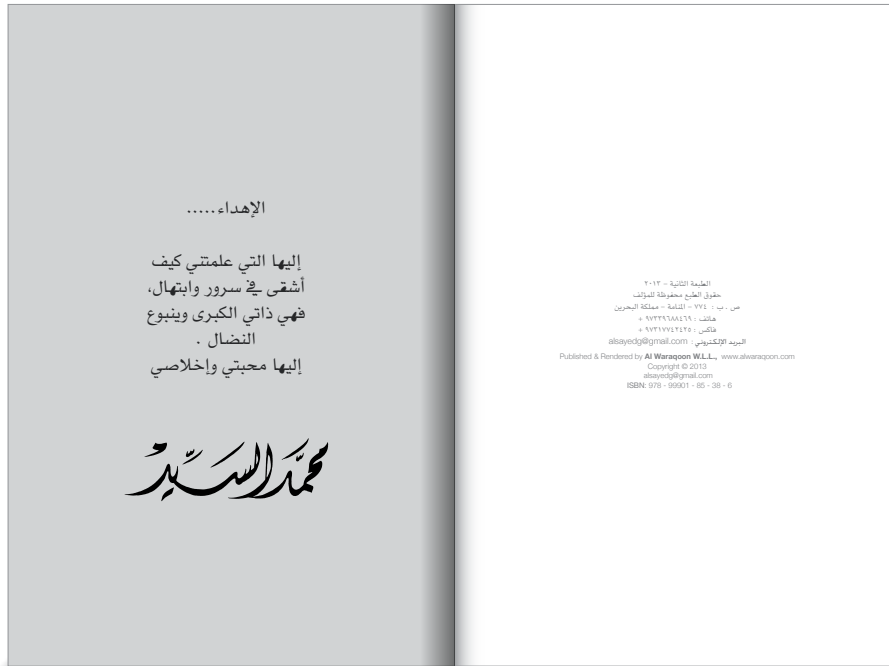 الطبعة الثانية – ٢٠١٣
حقوق الطبع محفوظة للمؤلف
ص . ب : ٧٧٤ – المنامة – مملكة البحرين
هاتف : ٩٧٣٣٩٦٨٨٤٦٩ +
فاكس : ٩٧٣١٧٧٤٢٤٢٥ +
البريد الإلكتروني : alsayedg@gmail.com
Published & Rendered by Al Waraqoon W.L.L., www.alwaraqoon.com
Copyright © 2013
alsayedg@gmail.com
ISBN: 978 - 99901 - 85 - 38 - 6
الإهداء.....
إليها التي علمتني كيف
أشقى في سرور وابتهال،
فهي ذاتي الكبرى وينبوع
النضال .
إليها محبتي وإخلاصي
محمد السيد